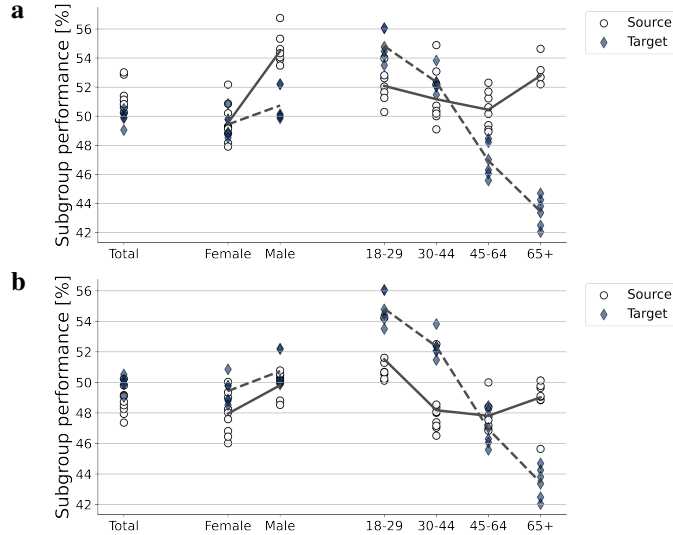 a
Subgroup performance [%]
56
54
52
50
48
46
44
42
Total
Female
Male
18-29
30-44
45-64
65+
Source
Target
b
Subgroup performance [%]
56
54
52
50
48
46
44
42
Total
Female
Male
18-29
30-44
45-64
65+
Source
Target